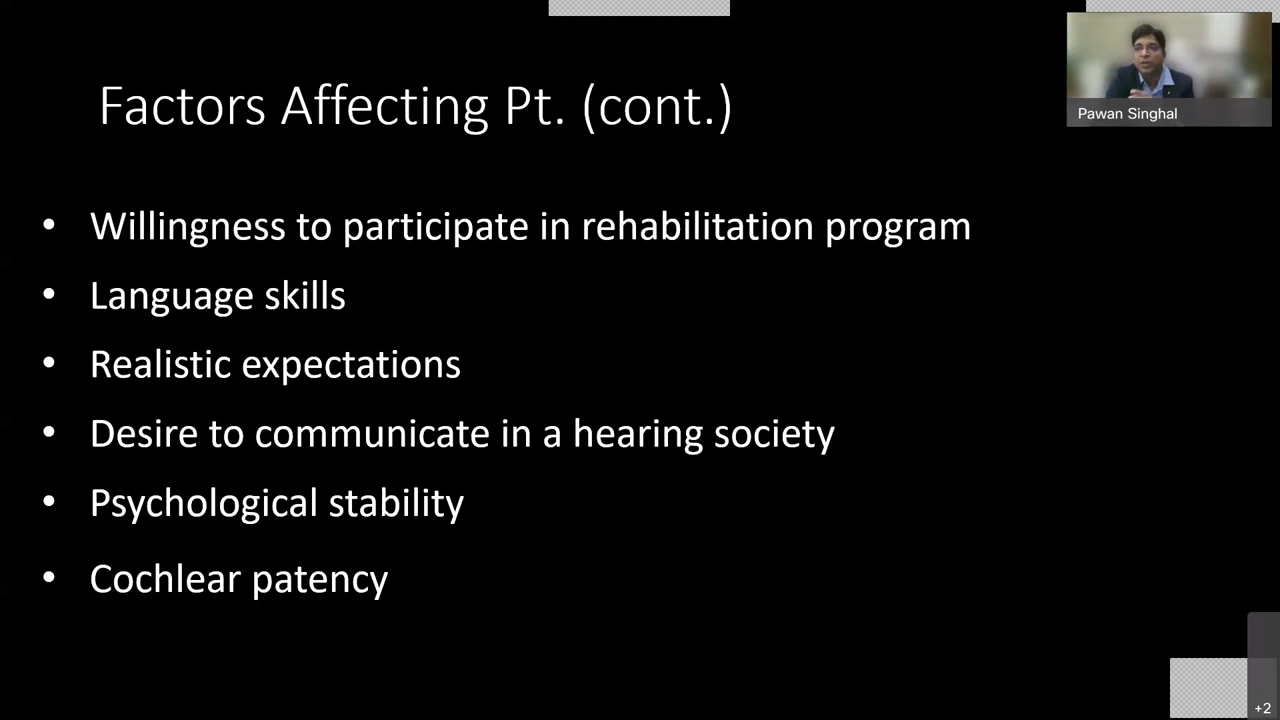 Factors Affecting Pt. (cont.)
Pawan Singhal
• Willingness to participate in rehabilitation program
• Language skills
• Realistic expectations
• Desire to communicate in a hearing society
• Psychological stability
• Cochlear patency
+2